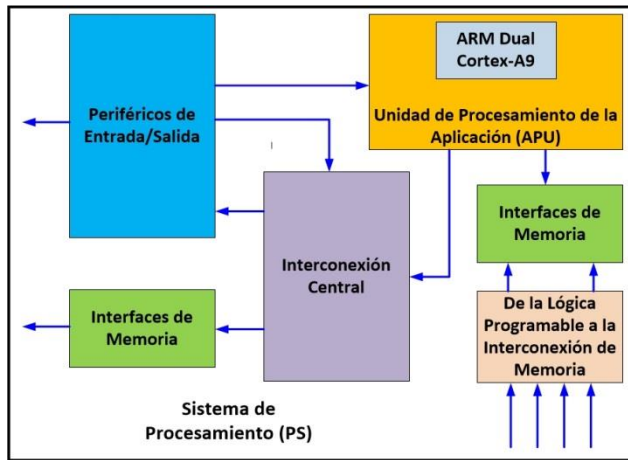 ARM Dual
Cortex-A9
Unidad de Procesamiento de la
Aplicación (APU)
Periféricos de
Entrada/Salida
Interfaces de
Memoria
Interconexión
Central
De la Lógica
Programable a la
Interconexión de
Memoria
Interfaces de
Memoria
Sistema de
Procesamiento (PS)